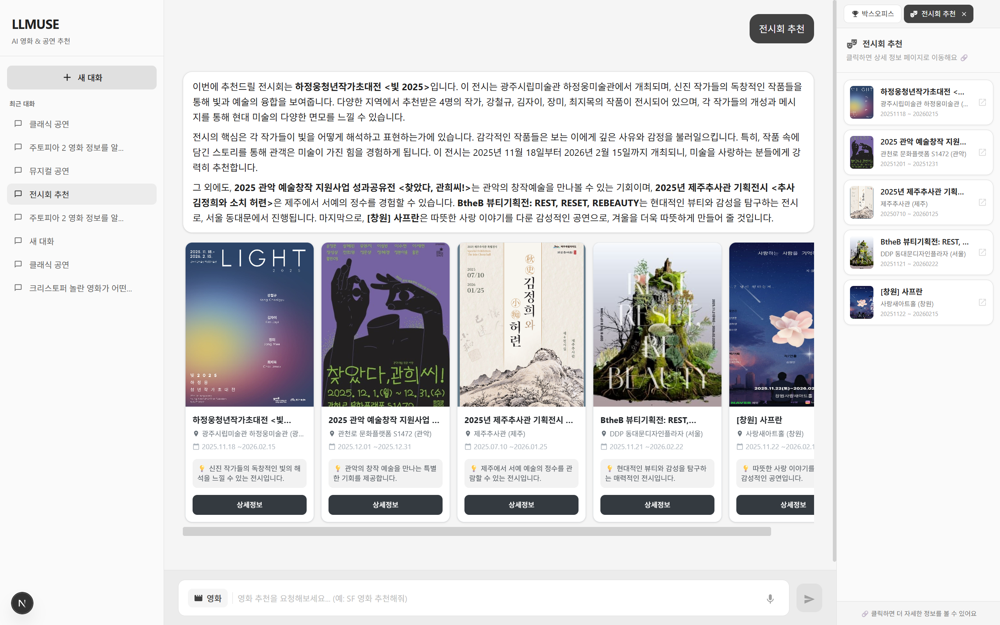 LLMUSE
AI 영화 & 공연 추천
새 대화
최근 대화
클래식 공연
주토피아 2 영화 정보를 알...
뮤지컬 공연
전시회 추천
주토피아 2 영화 정보를 알...
새 대화
클래식 공연
크리스토퍼 놀란 영화가 어떤...
N
전시회 추천
이번에 추천드릴 전시회는 하정웅청년작가초대전 <빛 2025>입니다. 이 전시는 광주시립미술관 하정웅미술관에서 개최되며, 신진 작가들의 독창적인 작품들을
통해 빛과 예술의 융합을 보여줍니다. 다양한 지역에서 추천받은 4명의 작가, 강철규, 김자이, 장미, 최지목의 작품이 전시되어 있으며, 각 작가들의 개성과 메시
지를 통해 현대 미술의 다양한 면모를 느낄 수 있습니다.
전시의 핵심은 각 작가들이 빛을 어떻게 해석하고 표현하는가에 있습니다. 감각적인 작품들은 보는 이에게 깊은 사유와 감정을 불러일으킵니다. 특히, 작품 속에
담긴 스토리를 통해 관객은 미술이 가진 힘을 경험하게 됩니다. 이 전시는 2025년 11월 18일부터 2026년 2월 15일까지 개최되니, 미술을 사랑하는 분들에게 강
력히 추천합니다.
그 외에도, 2025 관악 예술창작 지원사업 성과공유전 <찾았다, 관희씨!>는 관악의 창작예술을 만나볼 수 있는 기회이며, 2025년 제주추사관 기획전시 <추사
김정희와 소치 허련>은 제주에서 서예의 정수를 경험할 수 있습니다. BtheB 뷰티기획전: REST, RESET, REBEAUTY는 현대적인 뷰티와 감성을 탐구하는 전시
로, 서울 동대문에서 진행됩니다. 마지막으로, [창원] 사프란은 따뜻한 사랑 이야기를 다룬 감성적인 공연으로, 겨울을 더욱 따뜻하게 만들어 줄 것입니다.
2025. 11. 18.-
2026. 2. 15.
LIGHT
2 0 2 5
강철규
Kang Cheolgyu
김자이
Kim Jayi
장미
Jang Mee
최지목
Choi Jimok
빛 2 0 2 5
하 정 웅
청 년 작 가 초 대 전
하정웅청년작가초대전 <빛...
광주시립미술관 하정웅미술관 (광...
2025.11.18 ~2026.02.15
신진 작가들의 독창적인 빛의 해
석을 느낄 수 있는 전시입니다.
상세정보
찾았다,관희씨!
2025. 12. 1.(월) ~ 12. 31.(수)
관천로 문화플랫폼 S1472
2025 관악 예술창작 지원사업 ...
관천로 문화플랫폼 S1472 (관악)
2025.12.01 ~2025.12.31
관악의 창작 예술을 만나는 특별
한 기회를 제공합니다.
상세정보
2025 제주추사관 특별전시
Special Exhibition
The Jeju Chusa hall
제주특별자치도
제주추사관
2025
07/10
2026
01/25
秋史 김정희와
小痴 허련
제4전시실
제주추사관
2025년 제주추사관 기획전시 ...
제주추사관 (제주)
2025.07.10 ~2026.01.25
제주에서 서예 예술의 정수를 관
람할 수 있는 전시입니다.
상세정보
REST,
RESET,
RE
BEAUTY
BtheB 뷰티기획전: REST,...
DDP 동대문디자인플라자 (서울)
2025.11.21 ~2026.02.22
현대적인 뷰티와 감성을 탐구하
는 매력적인 전시입니다.
상세정보
사랑하는 사람을 기억하
작/연출
김정민
2025.11.22(토)~2026.02
창원사랑새아트홀
NAVER 예약
[창원] 사프란
사랑새아트홀 (창원)
2025.11.22 ~2026.02.1
따뜻한 사랑 이야기를
감성적인 공연입니다.
상세정보
영화
영화 추천을 요청해보세요... (예: SF 영화 추천해줘)
박스오피스
전시회 추천
전시회 추천
클릭하면 상세 정보 페이지로 이동해요
하정웅청년작가초대전 <...
광주시립미술관 하정웅미술관 (...
20251118 ~ 20260215
2025 관악 예술창작 지원...
관천로 문화플랫폼 S1472 (관악)
20251201 ~ 20251231
2025년 제주추사관 기획...
제주추사관 (제주)
20250710 ~ 20260125
BtheB 뷰티기획전: REST, ...
DDP 동대문디자인플라자 (서울)
20251121 ~ 20260222
[창원] 사프란
사랑새아트홀 (창원)
20251122 ~ 20260215
클릭하면 더 자세한 정보를 볼 수 있어요